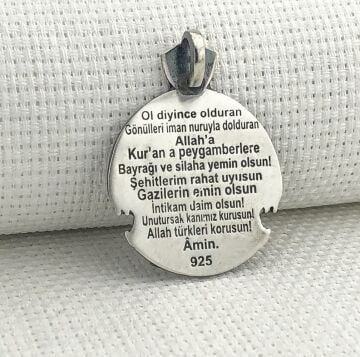 Ol diyince olduran
Gönülleri iman nuruyla dolduran
Allah'a
Kur'an a peygamberlere
Bayrağı ve silaha yemin olsun!
Şehitlerim rahat uyusun
Gazilerin emin olsun
İntikam daim olsun!
Unutursak kanımız kurusun!
Allah türkleri korusun!
Âmin.
925